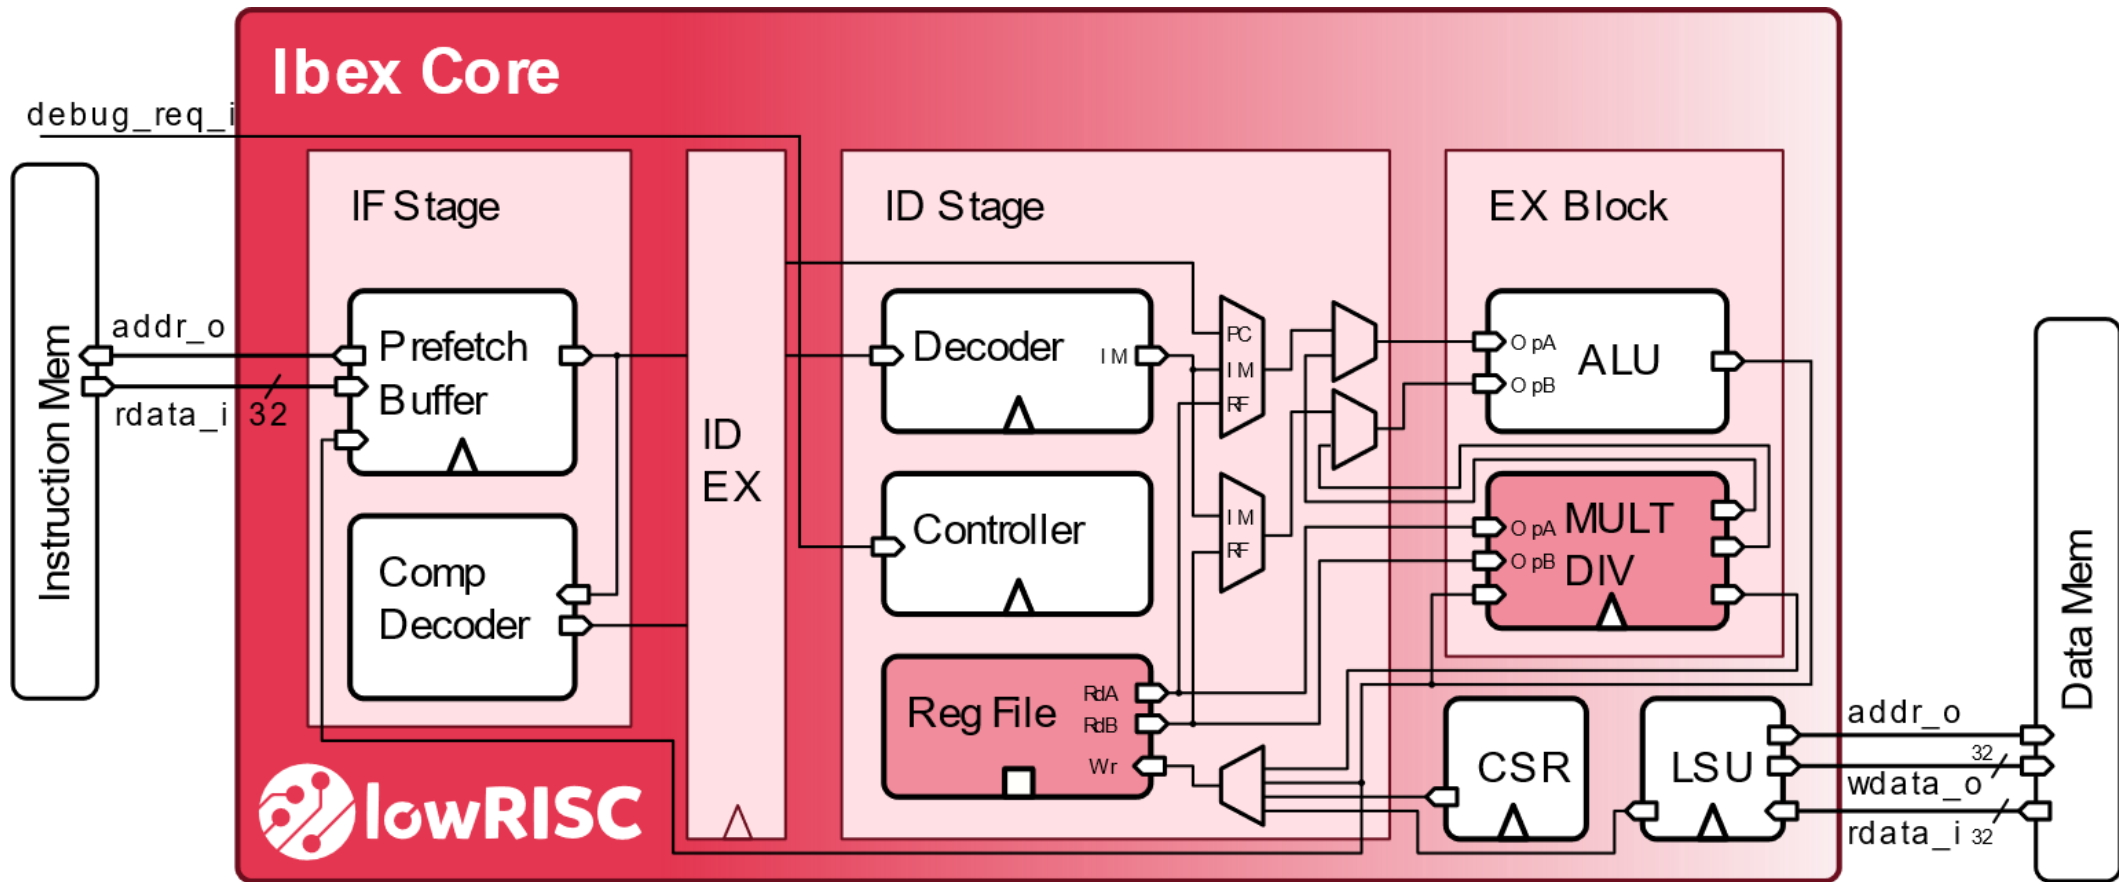 Ibex Core
debug_req_i
IF Stage
ID Stage
EX Block
Instruction Mem
addr_o
rdata_i
32
Prefetch
Buffer
Comp
Decoder
ID
EX
Decoder
IM
Controller
Reg File
RdA
RdB
Wr
PC
IM
RF
IM
RF
OpA
OpB
ALU
OpA
OpB
MULT
DIV
CSR
LSU
addr_o
32
wdata_o
rdata_i
32
Data Mem
lowRISC